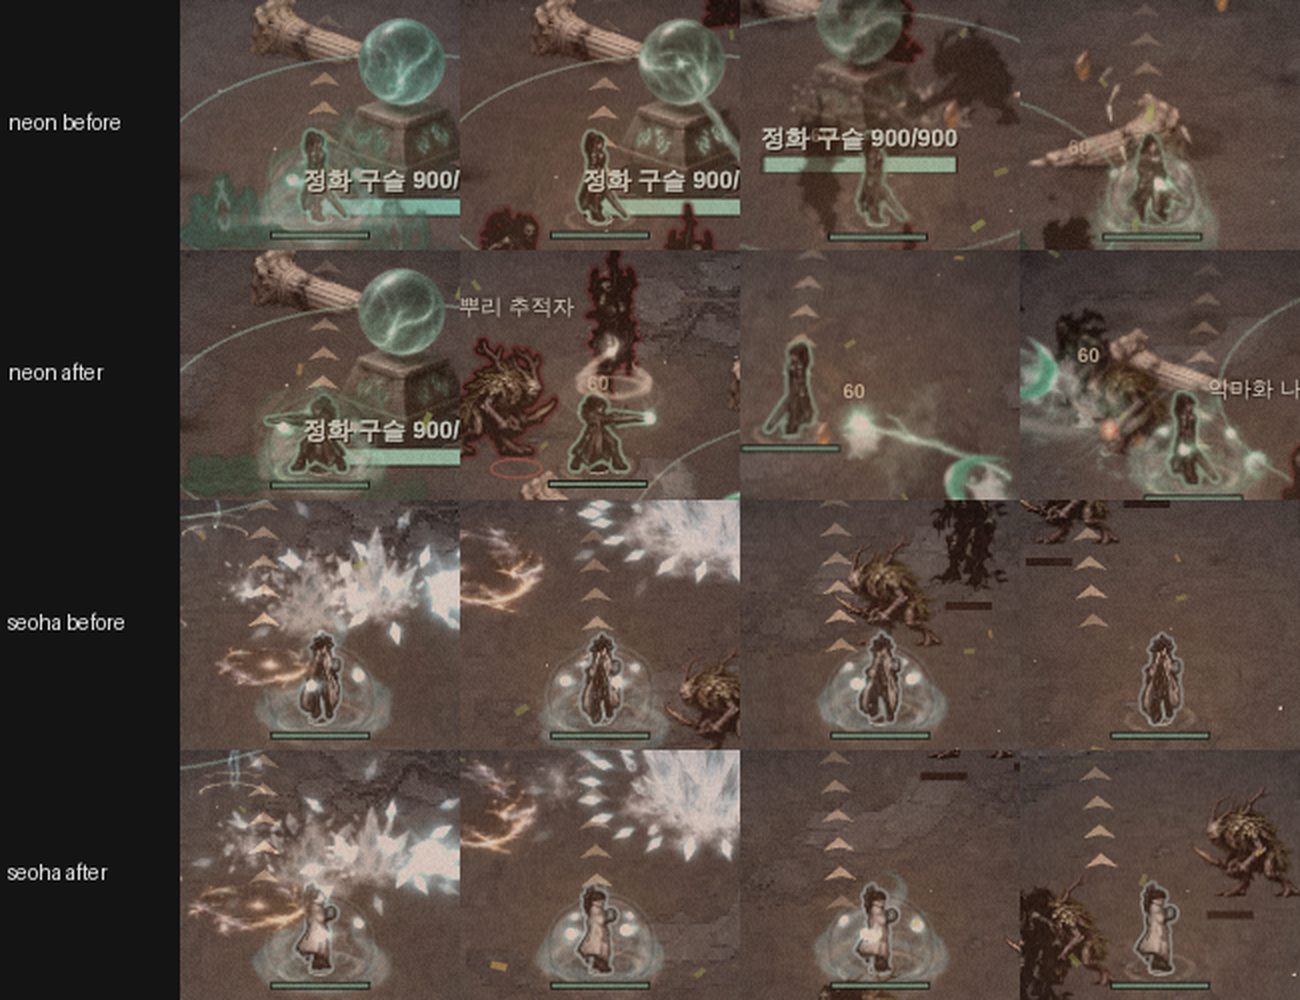 neon before
정화 구슬 900/
정화 구슬 900/
정화 구슬 900/900
60
neon after
정화 구슬 900/
뿌리 추적자
60
60
60
악마화 나
seoha before
seoha after